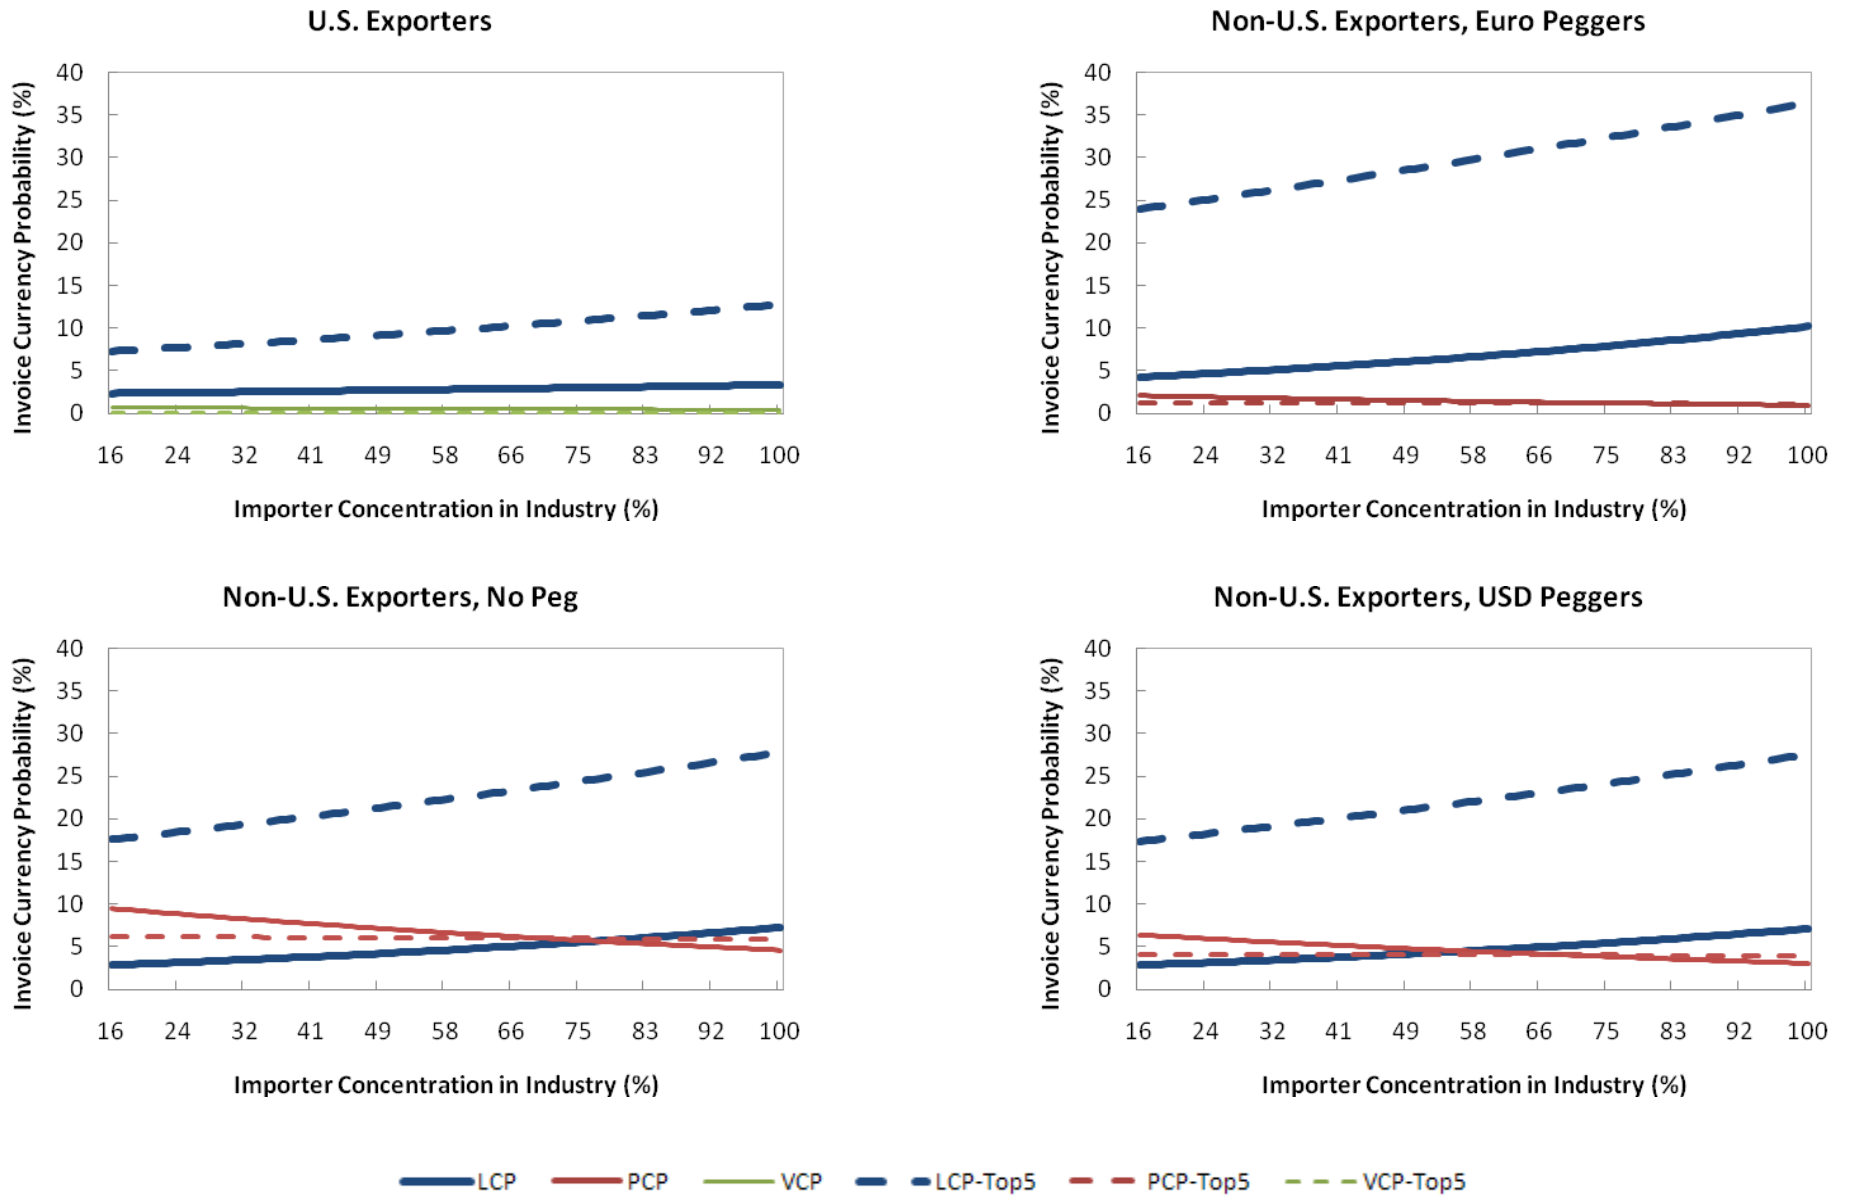 U.S. Exporters
Invoice Currency Probability (%)
40
35
30
25
20
15
10
5
0
16 24 32 41 49 58 66 75 83 92 100
Importer Concentration in Industry (%)
Non-U.S. Exporters, Euro Peggers
Invoice Currency Probability (%)
40
35
30
25
20
15
10
5
0
16 24 32 41 49 58 66 75 83 92 100
Importer Concentration in Industry (%)
Non-U.S. Exporters, No Peg
Invoice Currency Probability (%)
40
35
30
25
20
15
10
5
0
16 24 32 41 49 58 66 75 83 92 100
Importer Concentration in Industry (%)
Non-U.S. Exporters, USD Peggers
Invoice Currency Probability (%)
40
35
30
25
20
15
10
5
0
16 24 32 41 49 58 66 75 83 92 100
Importer Concentration in Industry (%)
LCP PCP VCP LCP-Top5 PCP-Top5 VCP-Top5